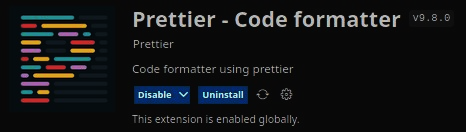 Prettier - Code formatter v9.8.0
Prettier
Code formatter using prettier
Disable Uninstall
This extension is enabled globally.